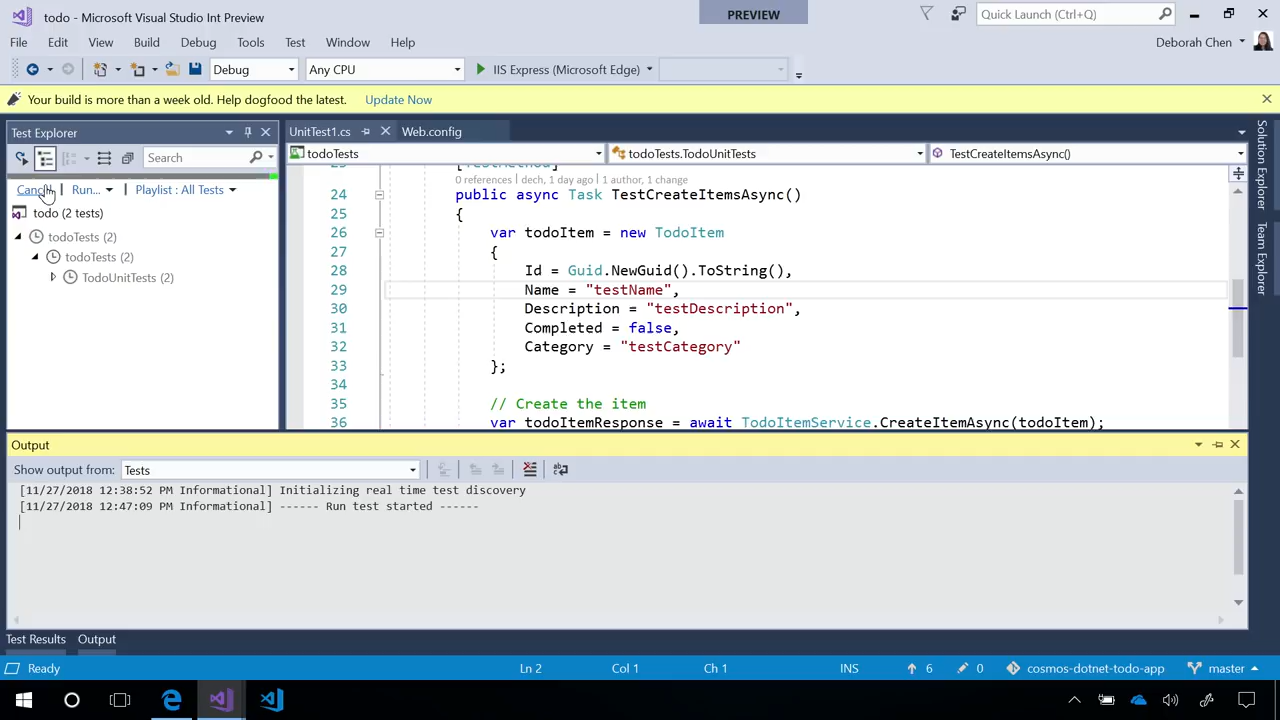 todo - Microsoft Visual Studio Int Preview
PREVIEW
Quick Launch (Ctrl+Q)
File Edit View Build Debug Tools Test Window Help
Deborah Chen
Debug Any CPU IIS Express (Microsoft Edge)
Your build is more than a week old. Help dogfood the latest. Update Now
Test Explorer
Search
Cancel Run... Playlist : All Tests
todo (2 tests)
todoTests (2)
todoTests (2)
TodoUnitTests (2)
UnitTest1.cs Web.config
todoTests todoTests.TodoUnitTests TestCreateItemsAsync()
[TestMethod]
0 references | dech, 1 day ago | 1 author, 1 change
24 public async Task TestCreateItemsAsync()
25 {
26 var todoItem = new TodoItem
27 {
28 Id = Guid.NewGuid().ToString(),
29 Name = "testName",
30 Description = "testDescription",
31 Completed = false,
32 Category = "testCategory"
33 };
34
35 // Create the item
36 var todoItemResponse = await TodoItemService.CreateItemAsync(todoItem);
Solution Explorer
Team Explorer
Output
Show output from: Tests
[11/27/2018 12:38:52 PM Informational] Initializing real time test discovery
[11/27/2018 12:47:09 PM Informational] ------ Run test started ------
Test Results Output
Ready Ln 2 Col 1 Ch 1 INS 6 0 cosmos-dotnet-todo-app master